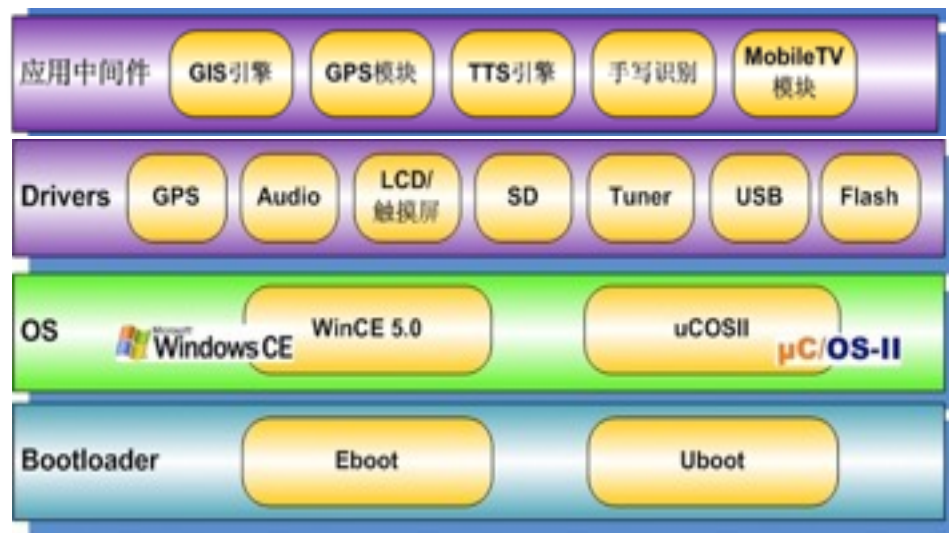 应用中间件
GIS引擎
GPS模块
TTS引擎
手写识别
MobileTV
模块
Drivers
GPS
Audio
LCD/
触摸屏
SD
Tuner
USB
Flash
OS
Microsoft
Windows CE
WinCE 5.0
uCOSII
µC/OS-II
Bootloader
Eboot
Uboot